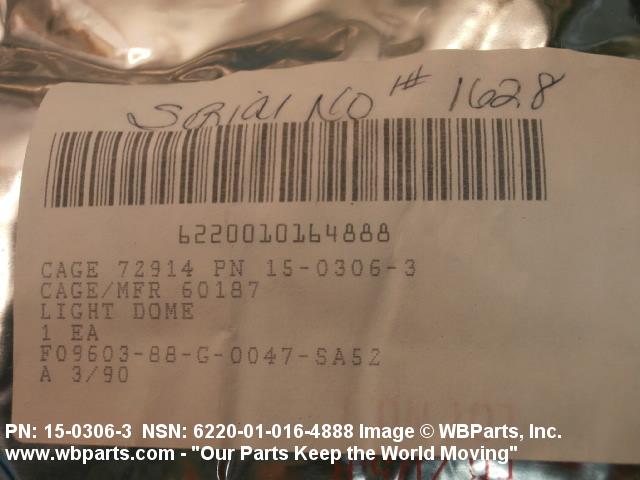 Serial No # 1628
6220010164888
CAGE 72914 PN 15-0306-3
CAGE/MFR 60187
LIGHT DOME
1 EA
F09603-88-G-0047-SA52
A 3/90
PN: 15-0306-3 NSN: 6220-01-016-4888 Image © WBParts, Inc.
www.wbparts.com - "Our Parts Keep the World Moving"